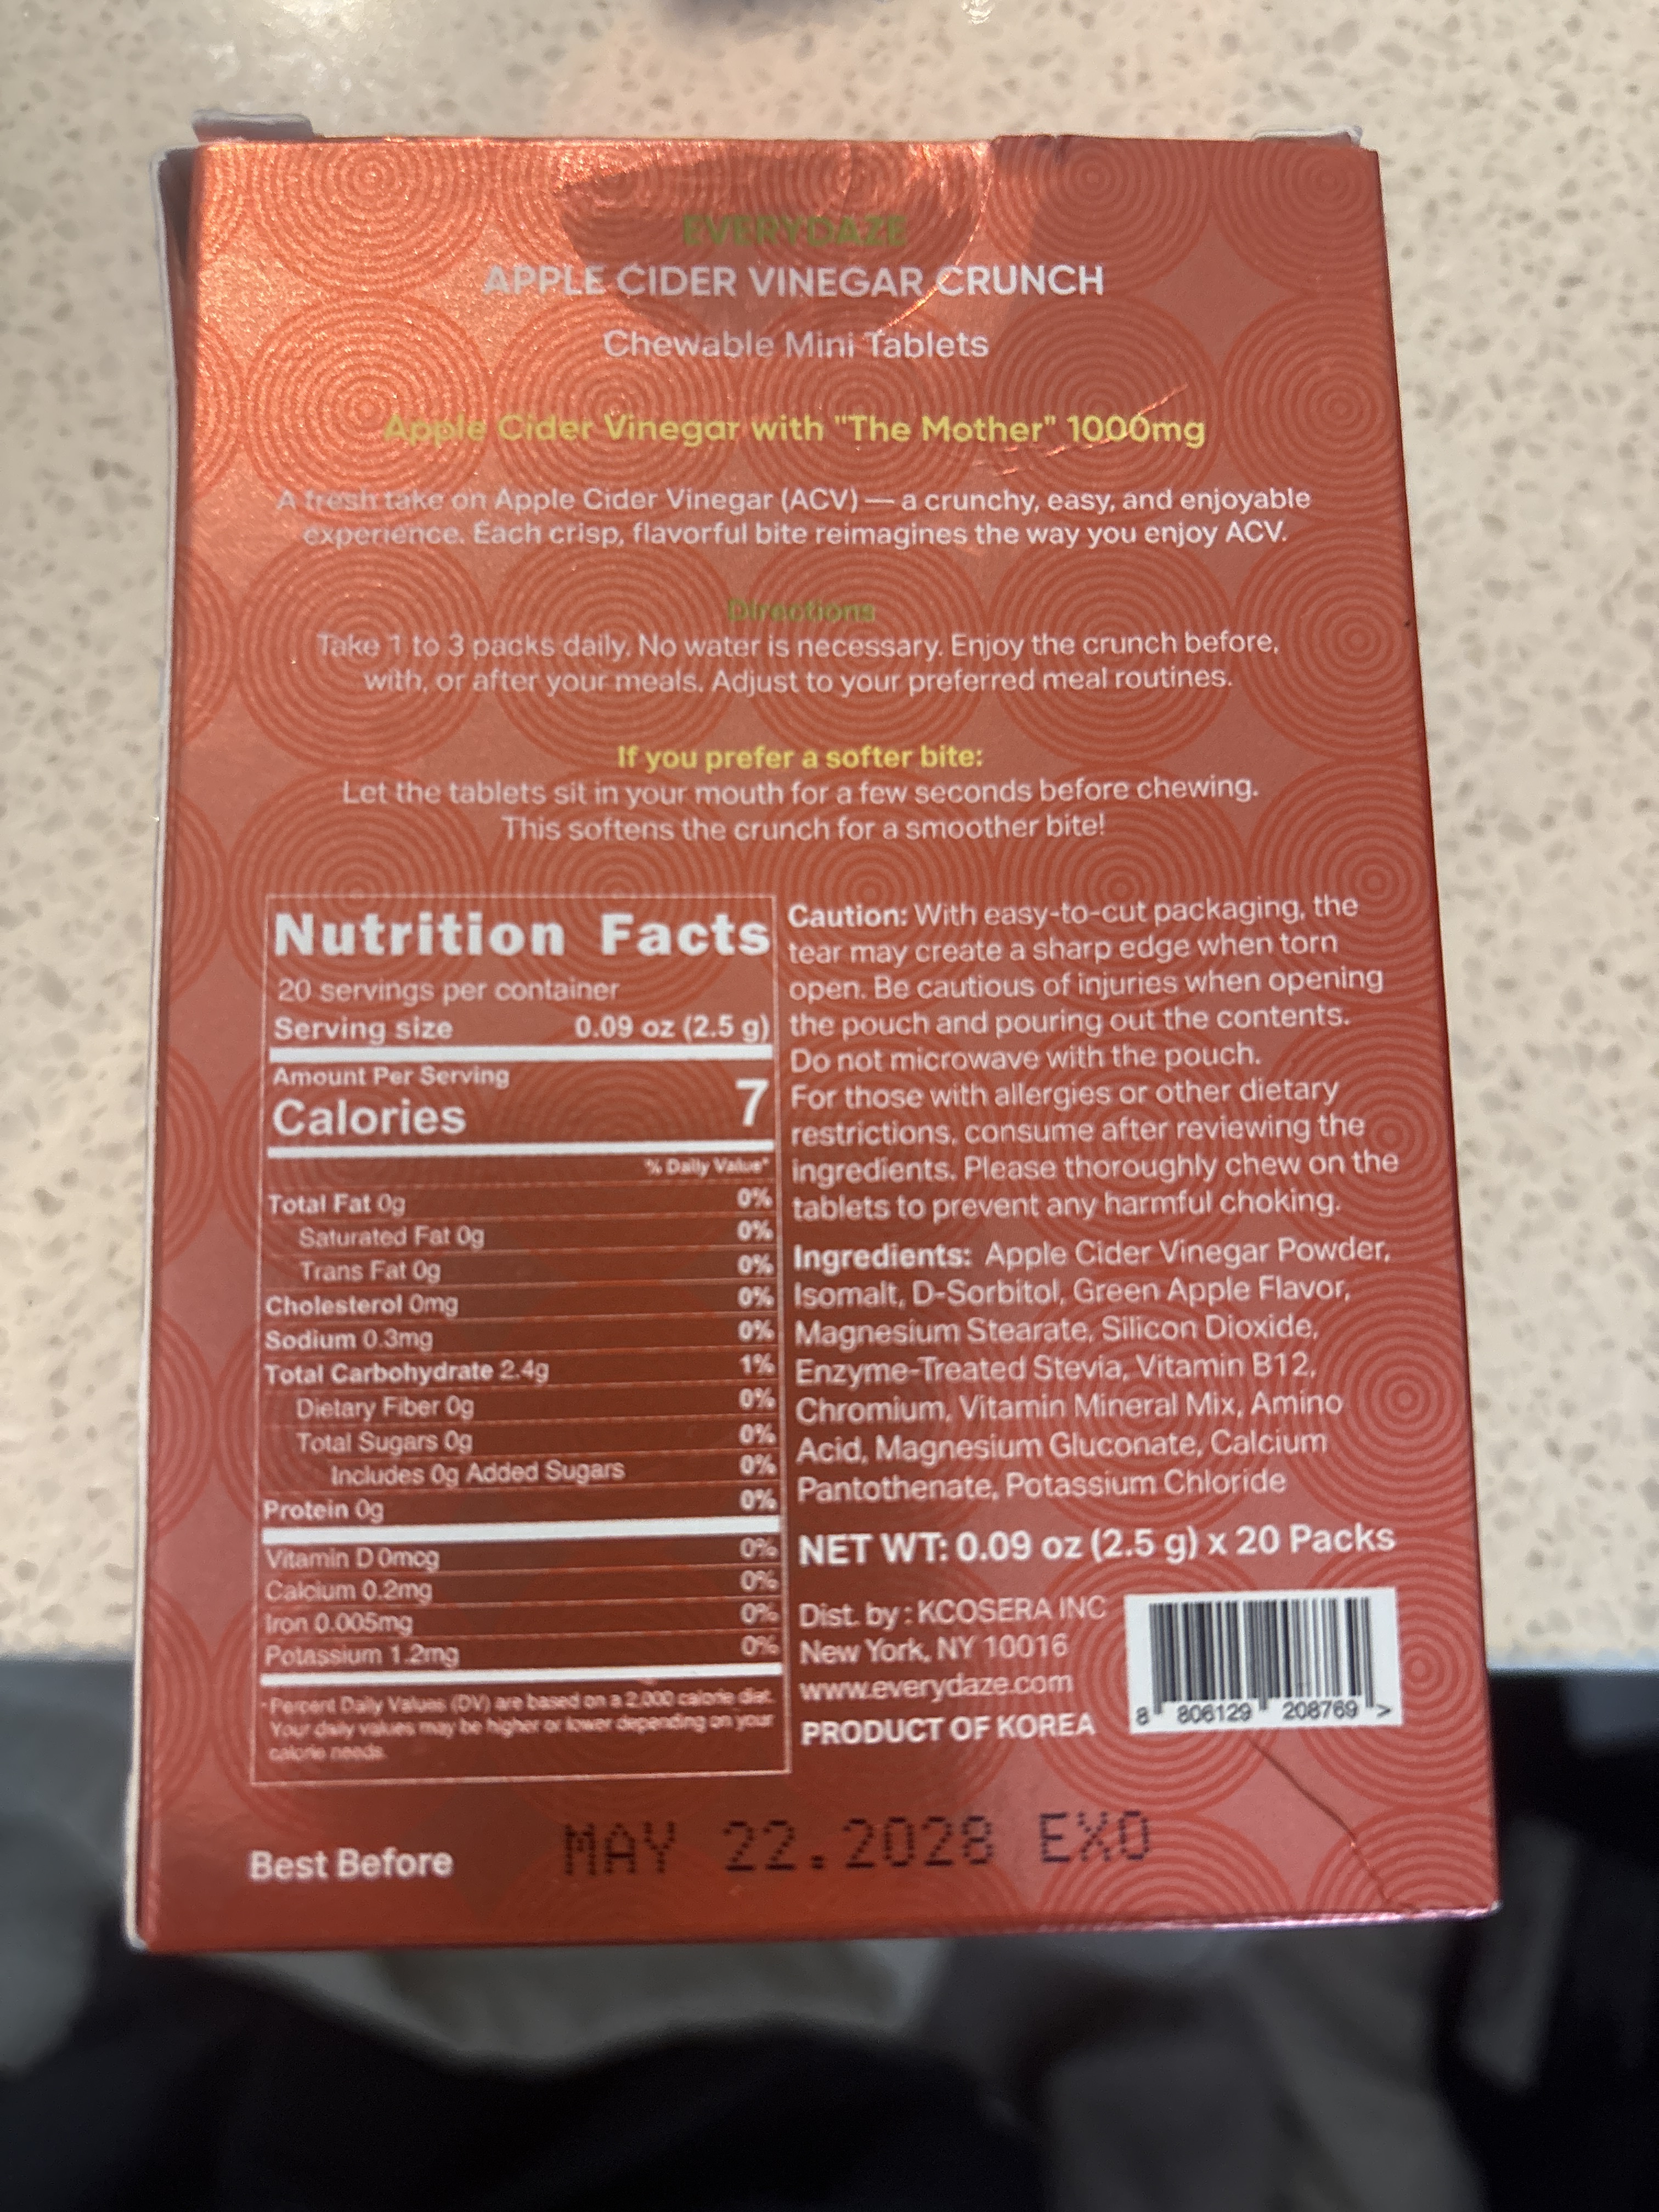 EVERYDAZE
APPLE CIDER VINEGAR CRUNCH
Chewable Mini Tablets
Apple Cider Vinegar with "The Mother" 1000mg
A fresh take on Apple Cider Vinegar (ACV) — a crunchy, easy, and enjoyable
experience. Each crisp, flavorful bite reimagines the way you enjoy ACV.
Directions
Take 1 to 3 packs daily. No water is necessary. Enjoy the crunch before,
with, or after your meals. Adjust to your preferred meal routines.
If you prefer a softer bite:
Let the tablets sit in your mouth for a few seconds before chewing.
This softens the crunch for a smoother bite!
Nutrition Facts
20 servings per container
Serving size 0.09 oz (2.5 g)
Amount Per Serving
Calories 7
% Daily Value*
Total Fat 0g 0%
Saturated Fat 0g 0%
Trans Fat 0g 0%
Cholesterol 0mg 0%
Sodium 0.3mg 0%
Total Carbohydrate 2.4g 1%
Dietary Fiber 0g 0%
Total Sugars 0g 0%
Includes 0g Added Sugars 0%
Protein 0g 0%
Vitamin D 0mcg 0%
Calcium 0.2mg 0%
Iron 0.005mg 0%
Potassium 1.2mg 0%
*Percent Daily Values (DV) are based on a 2,000 calorie diet.
Your daily values may be higher or lower depending on your
calorie needs.
Caution: With easy-to-cut packaging, the
tear may create a sharp edge when torn
open. Be cautious of injuries when opening
the pouch and pouring out the contents.
Do not microwave with the pouch.
For those with allergies or other dietary
restrictions, consume after reviewing the
ingredients. Please thoroughly chew on the
tablets to prevent any harmful choking.
Ingredients: Apple Cider Vinegar Powder,
Isomalt, D-Sorbitol, Green Apple Flavor,
Magnesium Stearate, Silicon Dioxide,
Enzyme-Treated Stevia, Vitamin B12,
Chromium, Vitamin Mineral Mix, Amino
Acid, Magnesium Gluconate, Calcium
Pantothenate, Potassium Chloride
NET WT: 0.09 oz (2.5 g) x 20 Packs
Dist. by : KCOSERA INC
New York, NY 10016
www.everydaze.com
PRODUCT OF KOREA
8 806129 208769 >
Best Before MAY 22.2028 EXO